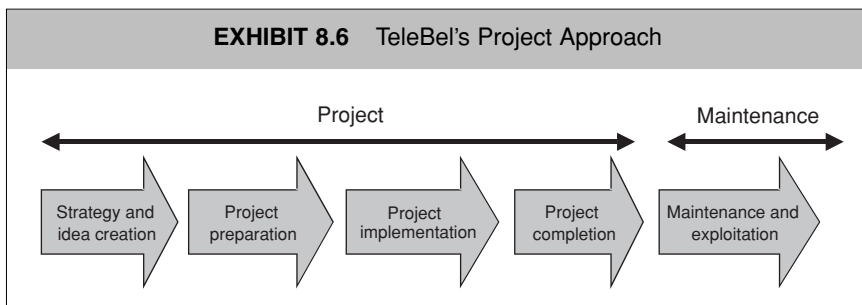 EXHIBIT 8.6 TeleBel's Project Approach
Project
Maintenance
Strategy and
idea creation
Project
preparation
Project
implementation
Project
completion
Maintenance and
exploitation